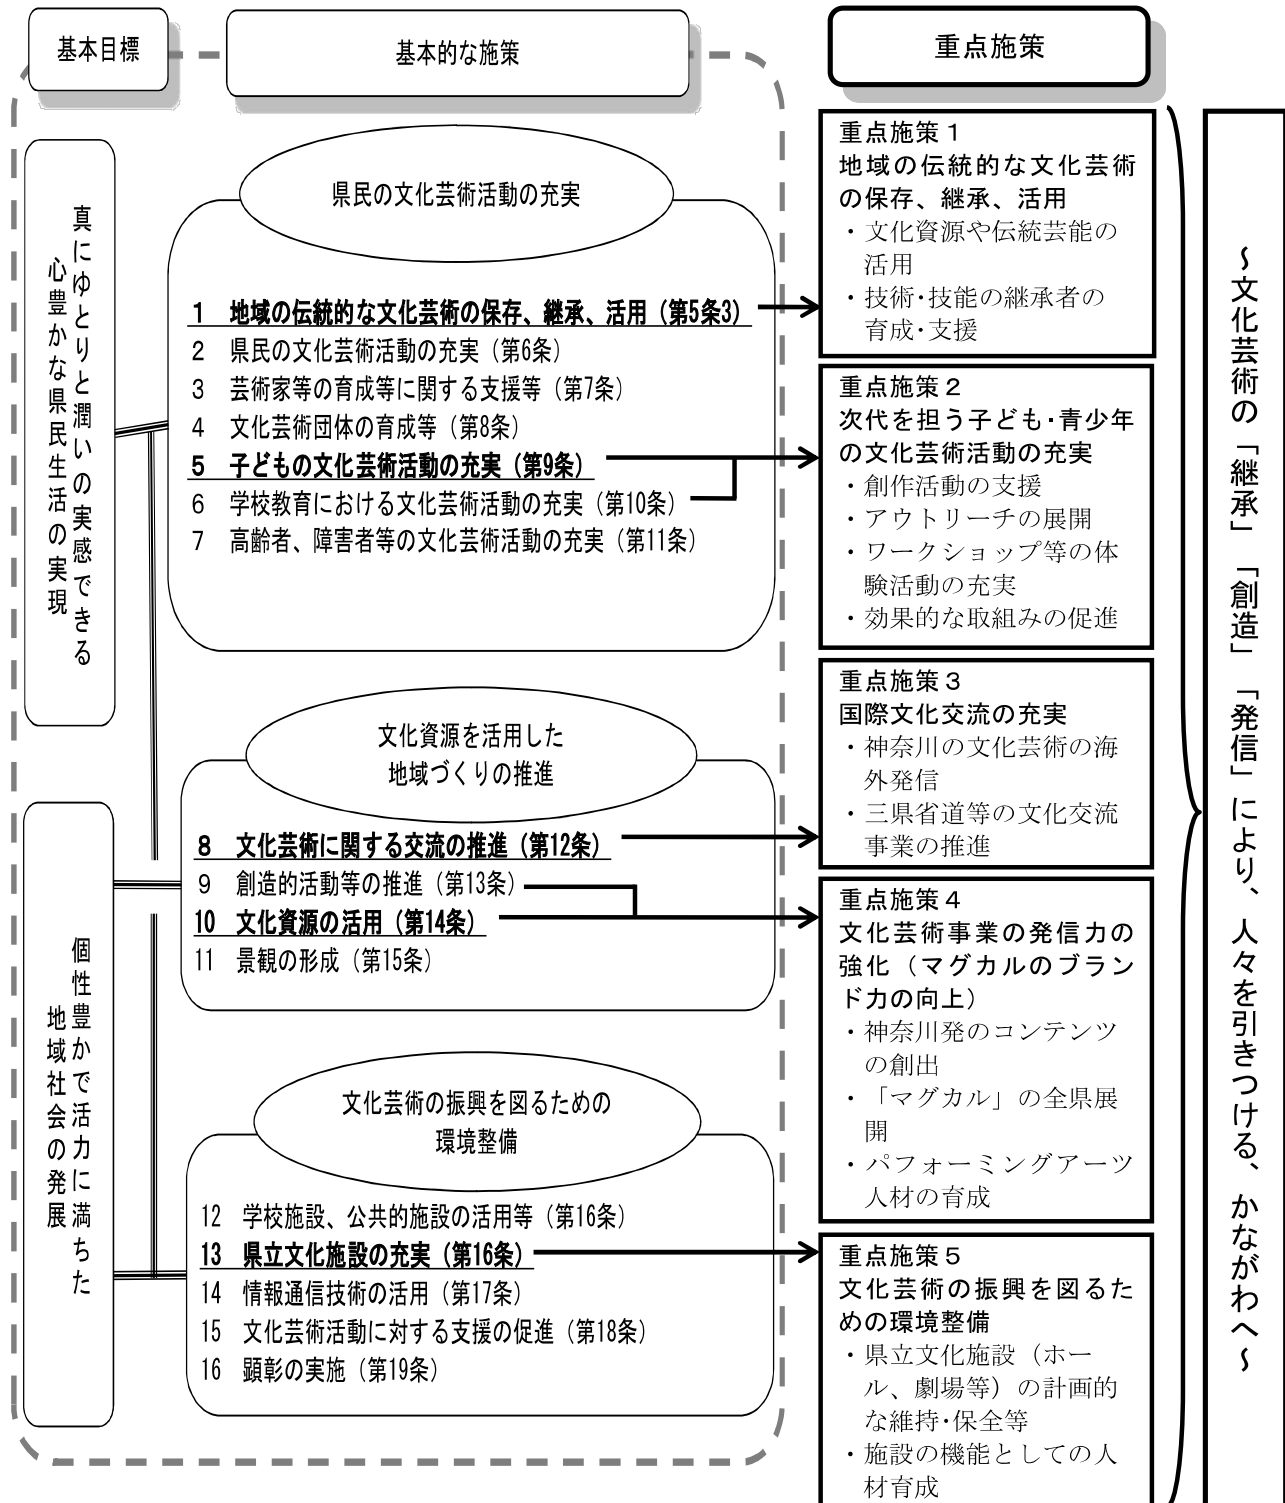 基本目標
基本的な施策
重点施策
真にゆとりと潤いの実感できる
心豊かな県民生活の実現
県民の文化芸術活動の充実
1 地域の伝統的な文化芸術の保存、継承、活用（第5条3）
2 県民の文化芸術活動の充実（第6条）
3 芸術家等の育成等に関する支援等（第7条）
4 文化芸術団体の育成等（第8条）
5 子どもの文化芸術活動の充実（第9条）
6 学校教育における文化芸術活動の充実（第10条）
7 高齢者、障害者等の文化芸術活動の充実（第11条）
個性豊かで活力に満ちた
地域社会の発展
文化資源を活用した
地域づくりの推進
8 文化芸術に関する交流の推進（第12条）
9 創造的活動等の推進（第13条）
10 文化資源の活用（第14条）
11 景観の形成（第15条）
文化芸術の振興を図るための
環境整備
12 学校施設、公共的施設の活用等（第16条）
13 県立文化施設の充実（第16条）
14 情報通信技術の活用（第17条）
15 文化芸術活動に対する支援の促進（第18条）
16 顕彰の実施（第19条）
重点施策１
地域の伝統的な文化芸術
の保存、継承、活用
・文化資源や伝統芸能の
活用
・技術･技能の継承者の
育成･支援
重点施策２
次代を担う子ども･青少年
の文化芸術活動の充実
・創作活動の支援
・アウトリーチの展開
・ワークショップ等の体
験活動の充実
・効果的な取組みの促進
重点施策３
国際文化交流の充実
・神奈川の文化芸術の海
外発信
・三県省道等の文化交流
事業の推進
重点施策４
文化芸術事業の発信力の
強化（マグカルのブラン
ド力の向上）
・神奈川発のコンテンツ
の創出
・「マグカル」の全県展
開
・パフォーミングアーツ
人材の育成
重点施策５
文化芸術の振興を図るた
めの環境整備
・県立文化施設（ホー
ル、劇場等）の計画的
な維持･保全等
・施設の機能としての人
材育成
～文化芸術の「継承」「創造」「発信」により、人々を引きつける、かながわへ～